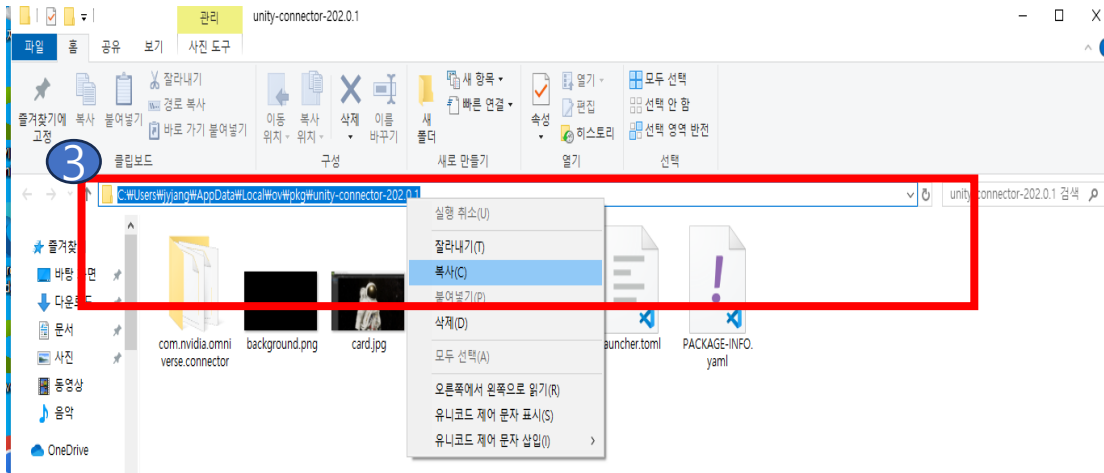 관리
unity-connector-202.0.1
파일
홈
공유
보기
사진 도구
즐겨찾기에 고정
복사
붙여넣기
잘라내기
경로 복사
바로 가기 붙여넣기
클립보드
이동 위치
복사 위치
삭제
이름 바꾸기
구성
새 폴더
새 항목
빠른 연결
새로 만들기
속성
열기
편집
히스토리
열기
모두 선택
선택 안 함
선택 영역 반전
선택
3
C:₩Users₩jyjang₩AppData₩Local₩ov₩pkg₩unity-connector-202.0.1
unity-connector-202.0.1 검색
실행 취소(U)
잘라내기(T)
복사(C)
붙여넣기(P)
삭제(D)
모두 선택(A)
오른쪽에서 왼쪽으로 읽기(R)
유니코드 제어 문자 표시(S)
유니코드 제어 문자 삽입(I)
즐겨찾
바탕 화면
다운로드
문서
사진
동영상
음악
OneDrive
com.nvidia.omni
verse.connector
background.png
card.jpg
auncher.toml
PACKAGE-INFO.
yaml